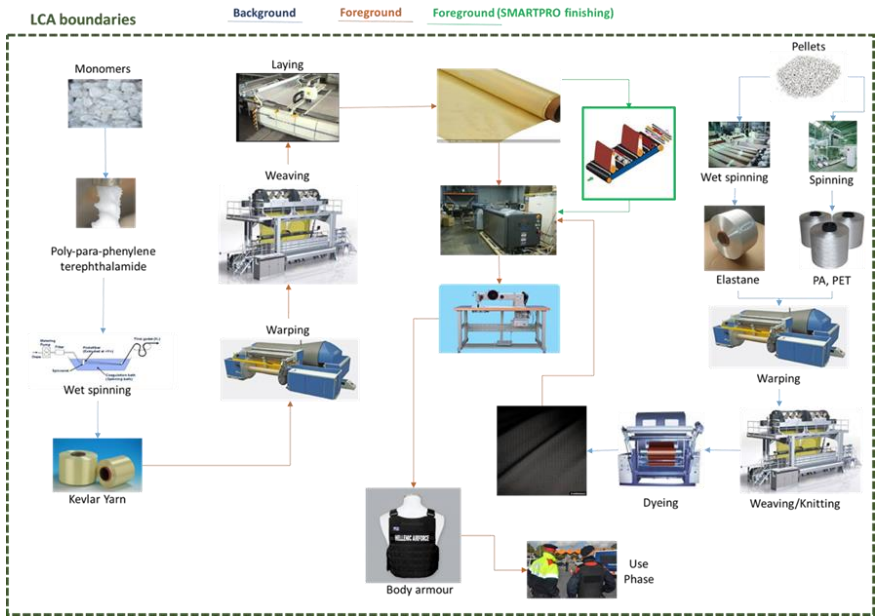 LCA boundaries
Background
Foreground
Foreground (SMARTPRO finishing)
Monomers
Poly-para-phenylene
terephthalamide
Wet spinning
Kevlar Yarn
Laying
Weaving
Warping
Pellets
Wet spinning
Spinning
Elastane
PA, PET
Warping
Weaving/Knitting
Dyeing
HELLENIC AIRFORCE
Body armour
Use
Phase